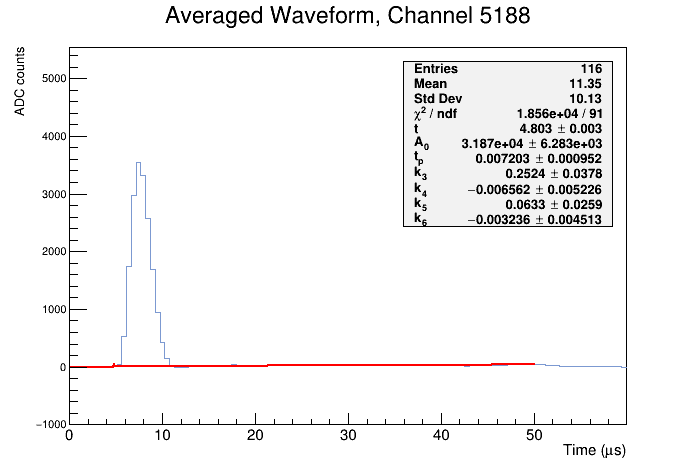 Averaged Waveform, Channel 5188
ADC counts
Entries 116
Mean 11.35
Std Dev 10.13
χ² / ndf 1.856e+04 / 91
t 4.803 ± 0.003
A₀ 3.187e+04 ± 6.283e+03
tₚ 0.007203 ± 0.000952
k₃ 0.2524 ± 0.0378
k₄ −0.006562 ± 0.005226
k₅ 0.0633 ± 0.0259
k₆ −0.003236 ± 0.004513
5000
4000
3000
2000
1000
0
−1000
0 10 20 30 40 50
Time (μs)